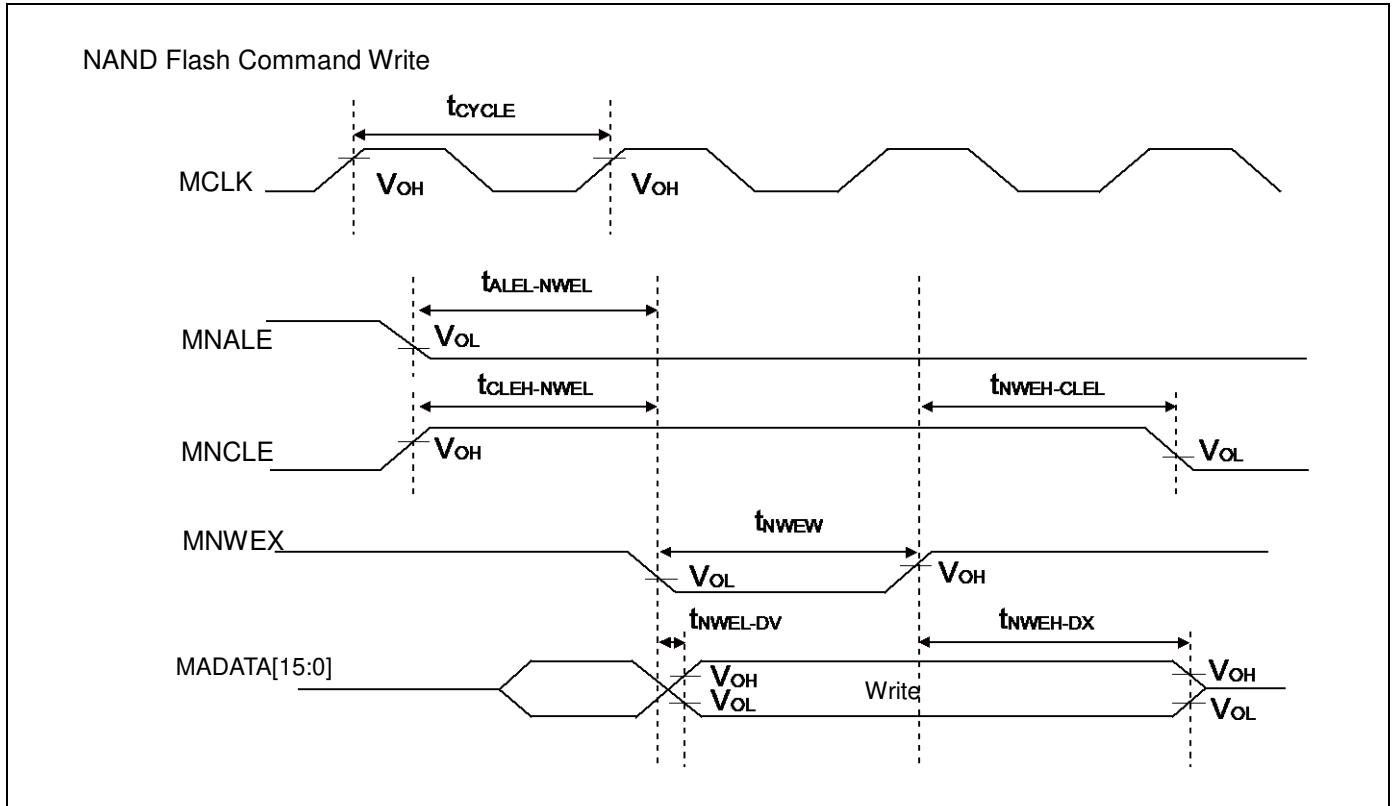 NAND Flash Command Write
tCYCLE
MCLK
VOH
VOH
tALEL-NWEL
MNALE
VOL
tCLEH-NWEL
tNWEH-CLEL
MNCLE
VOH
VOL
tNWEW
MNWEX
VOL
VOH
tNWEL-DV
tNWEH-DX
MADATA[15:0]
VOH
VOL
Write
VOH
VOL